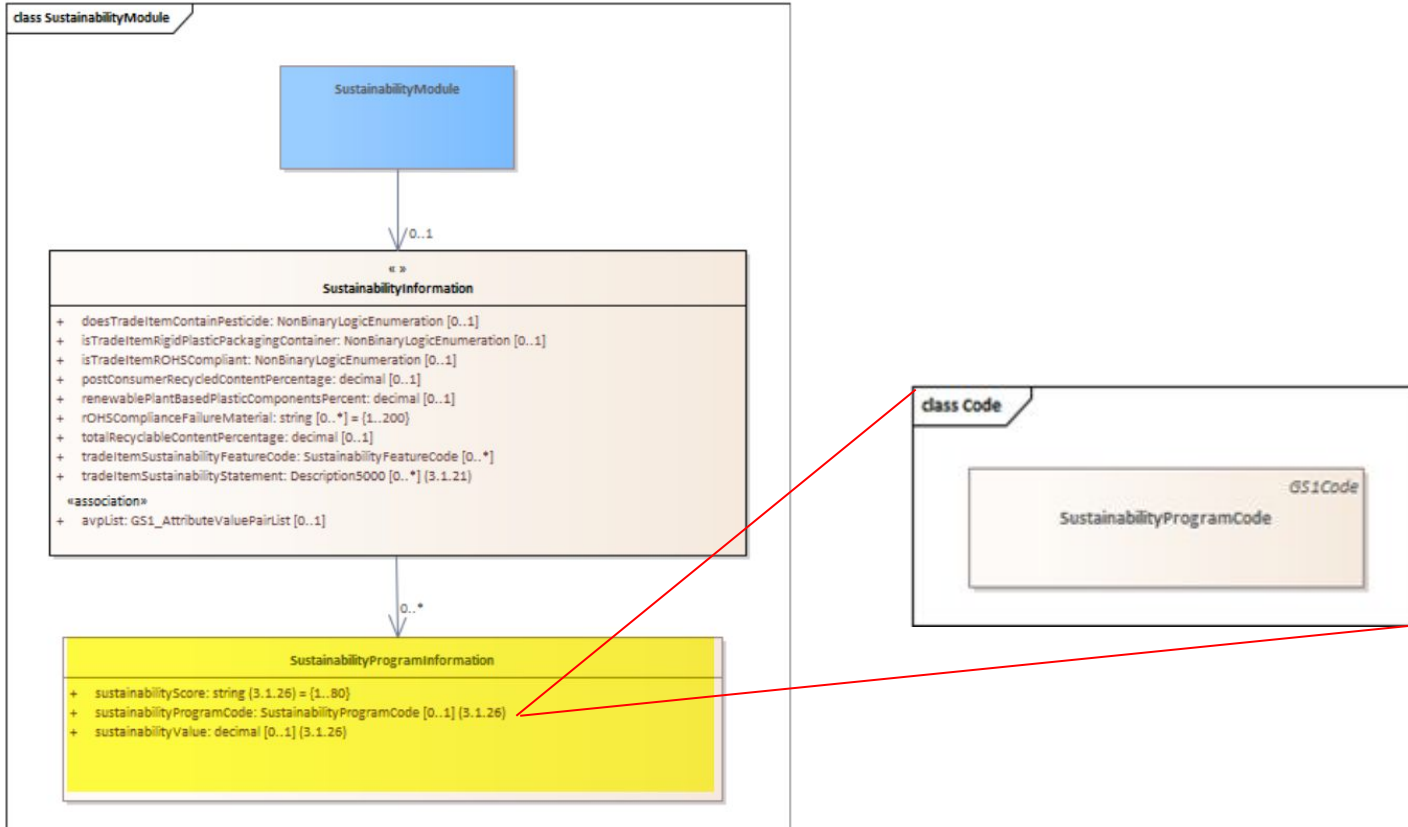 class SustainabilityModule
SustainabilityModule
0..1
« »
SustainabilityInformation
+ doesTradeItemContainPesticide: NonBinaryLogicEnumeration [0..1]
+ isTradeItemRigidPlasticPackagingContainer: NonBinaryLogicEnumeration [0..1]
+ isTradeItemROHSCompliant: NonBinaryLogicEnumeration [0..1]
+ postConsumerRecycledContentPercentage: decimal [0..1]
+ renewablePlantBasedPlasticComponentsPercent: decimal [0..1]
+ rOHSComplianceFailureMaterial: string [0..*] = {1..200}
+ totalRecyclableContentPercentage: decimal [0..1]
+ tradeItemSustainabilityFeatureCode: SustainabilityFeatureCode [0..*]
+ tradeItemSustainabilityStatement: Description5000 [0..*] (3.1.21)
«association»
+ avpList: GS1_AttributeValuePairList [0..1]
0..*
SustainabilityProgramInformation
+ sustainabilityScore: string (3.1.26) = {1..80}
+ sustainabilityProgramCode: SustainabilityProgramCode [0..1] (3.1.26)
+ sustainabilityValue: decimal [0..1] (3.1.26)
class Code
GS1Code
SustainabilityProgramCode